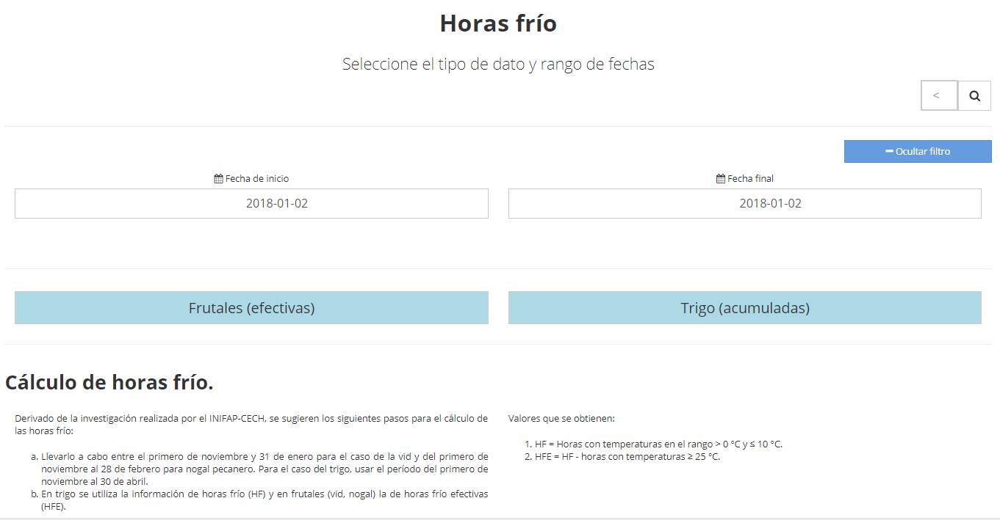 Horas frío
Seleccione el tipo de dato y rango de fechas
<
Ocultar filtro
Fecha de inicio
Fecha final
2018-01-02
2018-01-02
Frutales (efectivas)
Trigo (acumuladas)
Cálculo de horas frío.
Derivado de la investigación realizada por el INIFAP-CECH, se sugieren los siguientes pasos para el cálculo de
las horas frío:
a. Llevarlo a cabo entre el primero de noviembre y 31 de enero para el caso de la vid y del primero de
noviembre al 28 de febrero para nogal pecanero. Para el caso del trigo, usar el período del primero de
noviembre al 30 de abril.
b. En trigo se utiliza la información de horas frío (HF) y en frutales (vid, nogal) la de horas frío efectivas
(HFE).
Valores que se obtienen:
1. HF = Horas con temperaturas en el rango > 0 °C y ≤ 10 °C.
2. HFE = HF - horas con temperaturas ≥ 25 °C.